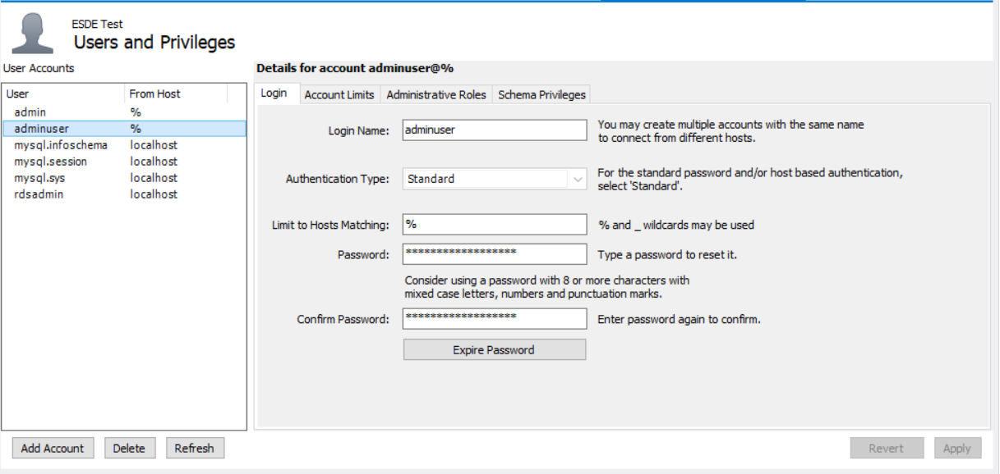 ESDE Test
Users and Privileges
User Accounts
User From Host
admin %
adminuser %
mysql.infoschema localhost
mysql.session localhost
mysql.sys localhost
rdsadmin localhost
Add Account Delete Refresh
Details for account adminuser@%
Login Account Limits Administrative Roles Schema Privileges
Login Name: adminuser You may create multiple accounts with the same name
to connect from different hosts.
Authentication Type: Standard For the standard password and/or host based authentication,
select 'Standard'.
Limit to Hosts Matching: % % and _ wildcards may be used
Password: ****************** Type a password to reset it.
Consider using a password with 8 or more characters with
mixed case letters, numbers and punctuation marks.
Confirm Password: ****************** Enter password again to confirm.
Expire Password
Revert Apply